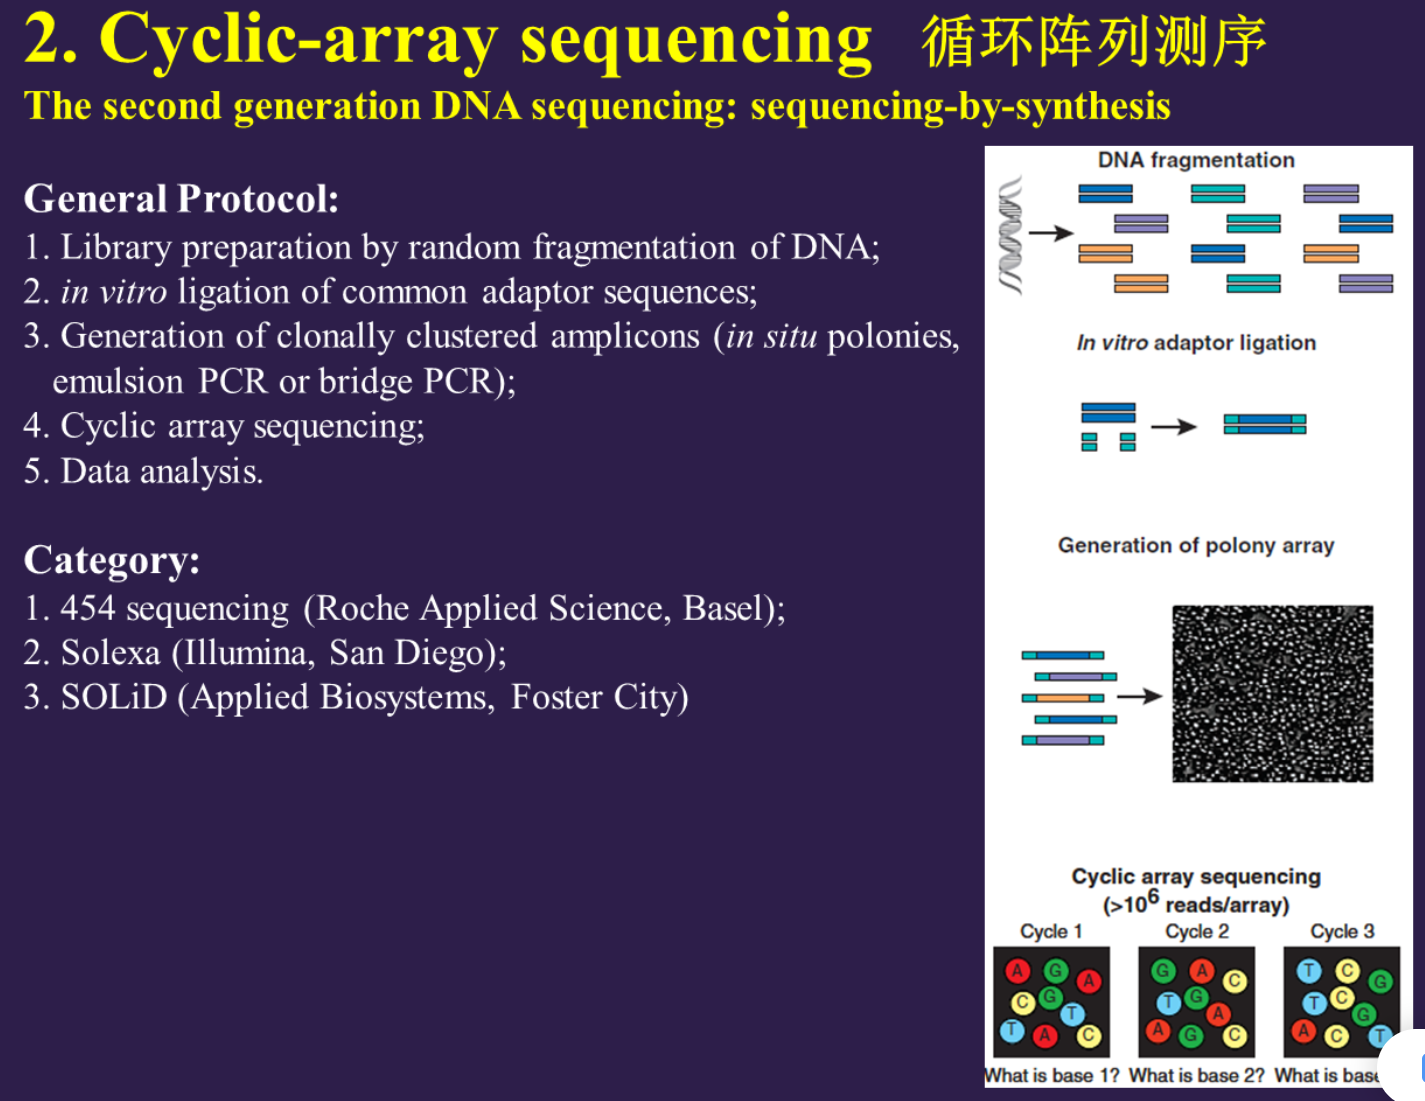 2. Cyclic-array sequencing 循环阵列测序
The second generation DNA sequencing: sequencing-by-synthesis
General Protocol:
1. Library preparation by random fragmentation of DNA;
2. in vitro ligation of common adaptor sequences;
3. Generation of clonally clustered amplicons (in situ polonies,
emulsion PCR or bridge PCR);
4. Cyclic array sequencing;
5. Data analysis.
Category:
1. 454 sequencing (Roche Applied Science, Basel);
2. Solexa (Illumina, San Diego);
3. SOLiD (Applied Biosystems, Foster City)
DNA fragmentation
In vitro adaptor ligation
Generation of polony array
Cyclic array sequencing
(>10⁶ reads/array)
Cycle 1 Cycle 2 Cycle 3
A G A C G T T A C
G A C T G A A G C
T C G T C G A C T
What is base 1? What is base 2? What is base